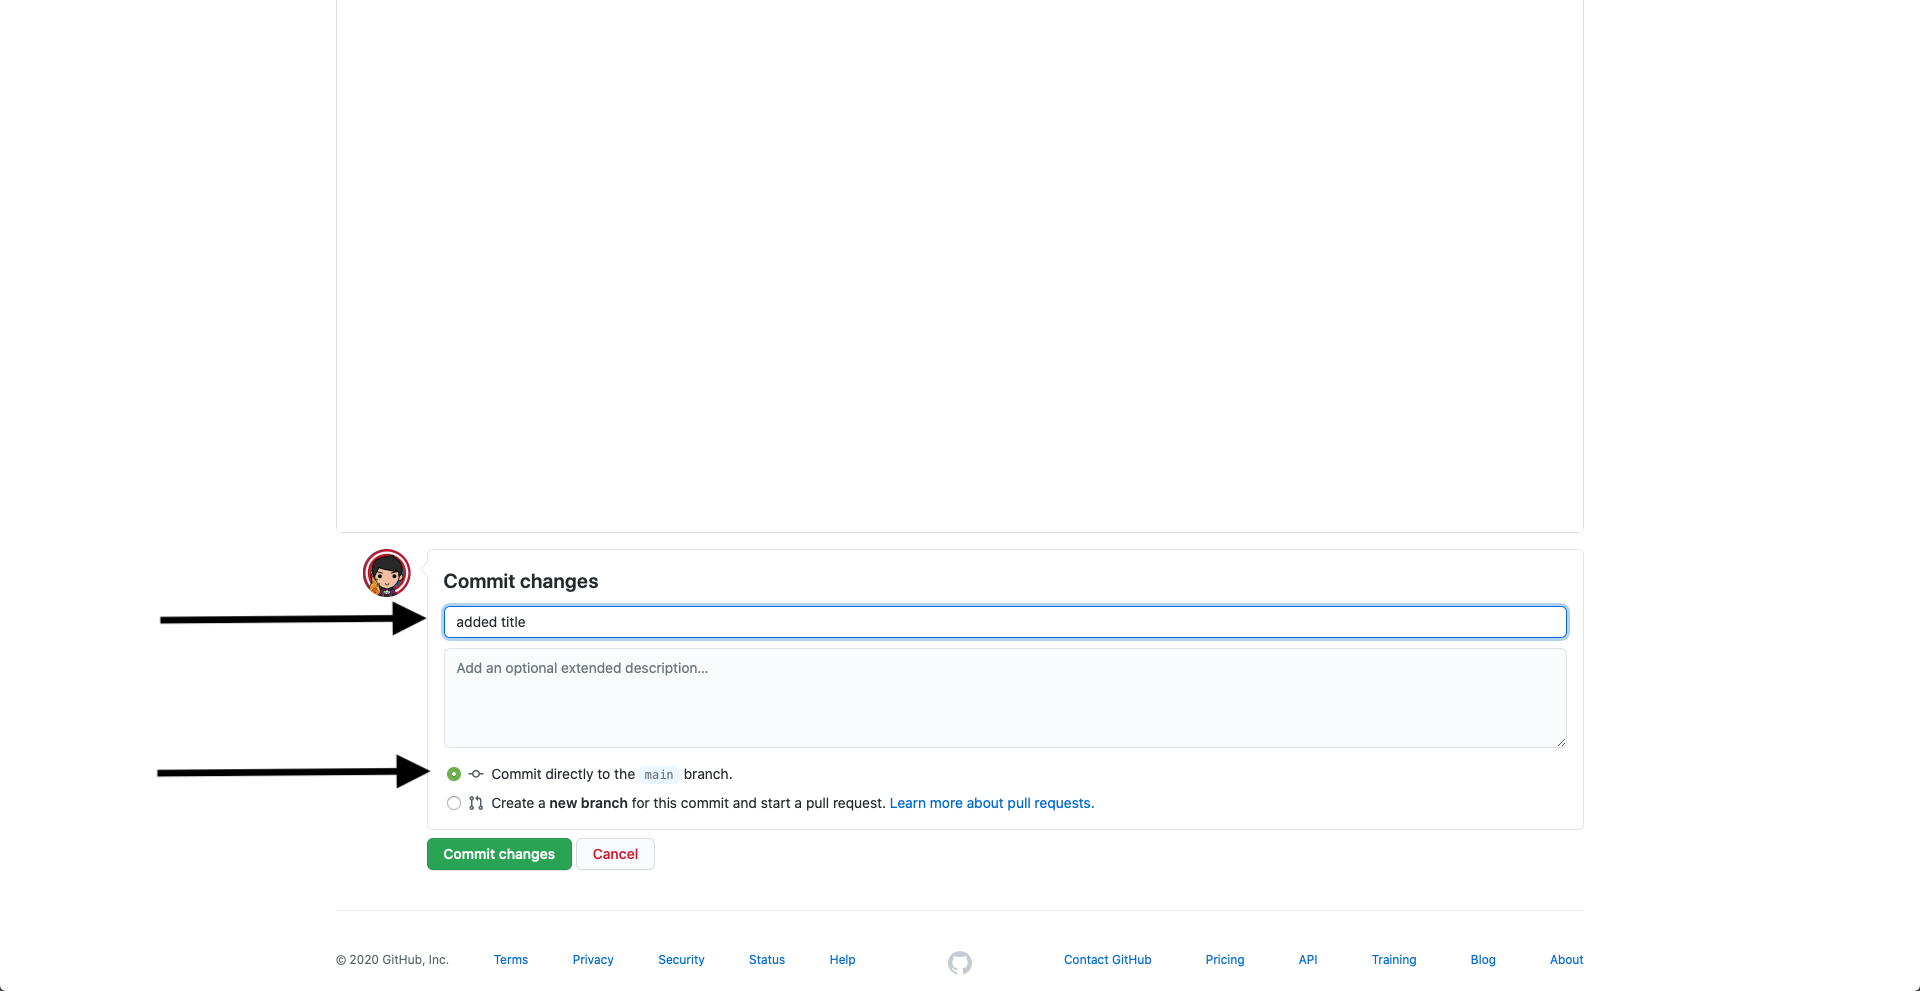 Commit changes
added title
Add an optional extended description...
Commit directly to the main branch.
Create a new branch for this commit and start a pull request. Learn more about pull requests.
Commit changes Cancel
© 2020 GitHub, Inc. Terms Privacy Security Status Help Contact GitHub Pricing API Training Blog About